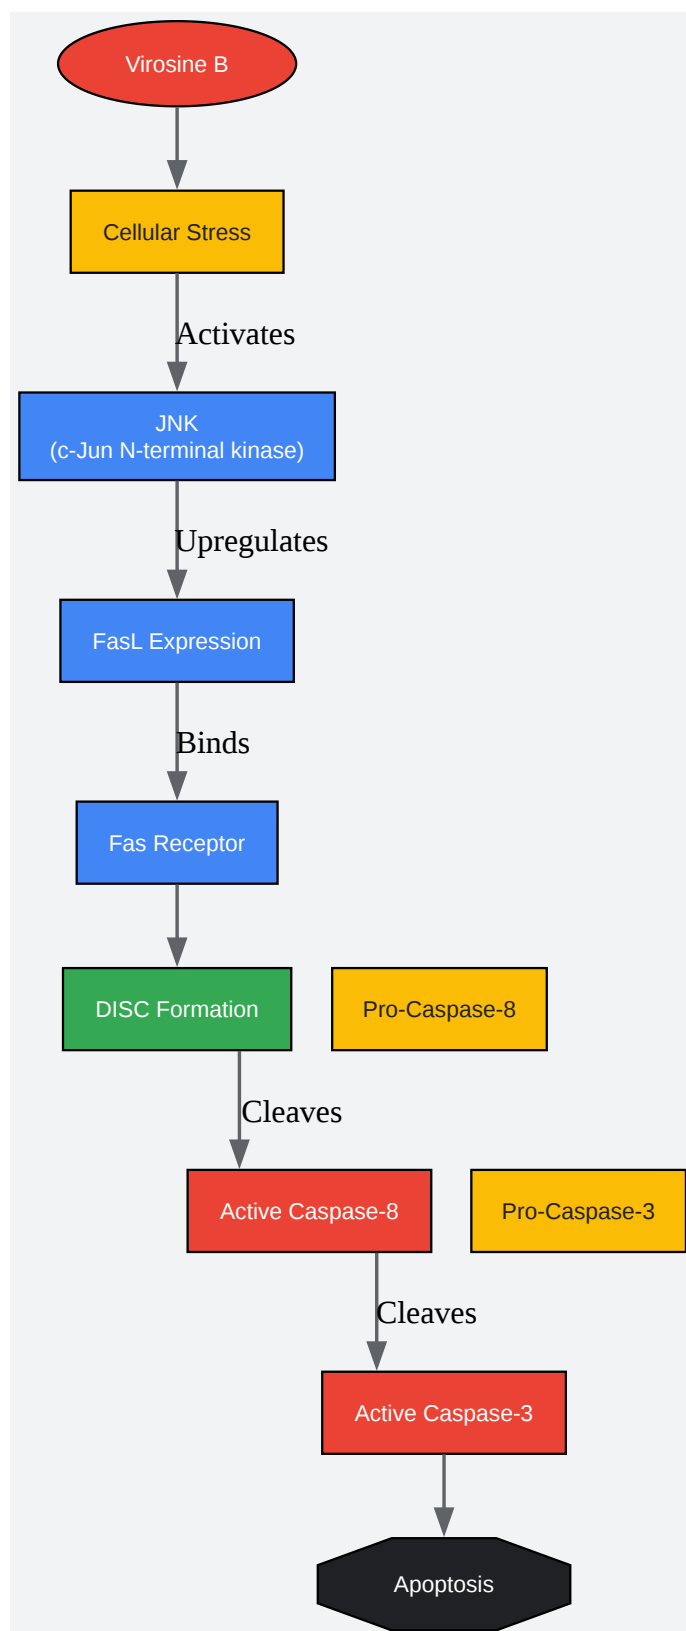 Virosine B
Cellular Stress
Activates
JNK
(c-Jun N-terminal kinase)
Upregulates
FasL Expression
Binds
Fas Receptor
DISC Formation
Pro-Caspase-8
Cleaves
Active Caspase-8
Pro-Caspase-3
Cleaves
Active Caspase-3
Apoptosis